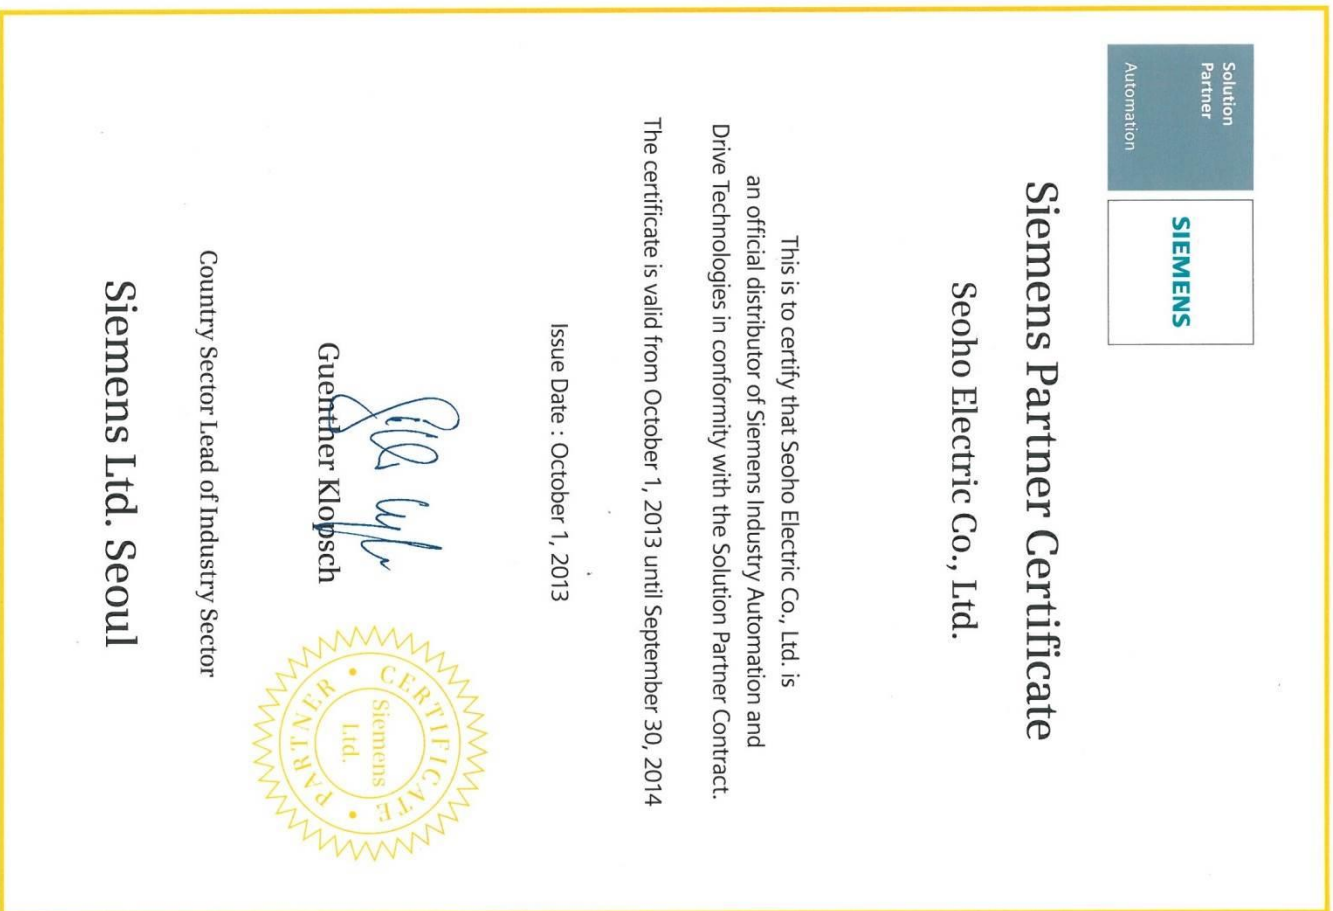 Solution
Partner
Automation
SIEMENS
Siemens Partner Certificate
Seoho Electric Co., Ltd.
This is to certify that Seoho Electric Co., Ltd. is
an official distributor of Siemens Industry Automation and
Drive Technologies in conformity with the Solution Partner Contract.
The certificate is valid from October 1, 2013 until September 30, 2014
Issue Date : October 1, 2013
Guenther Klopsch
Country Sector Lead of Industry Sector
Siemens Ltd. Seoul
CERTIFICATE • PARTNER •
Siemens
Ltd.